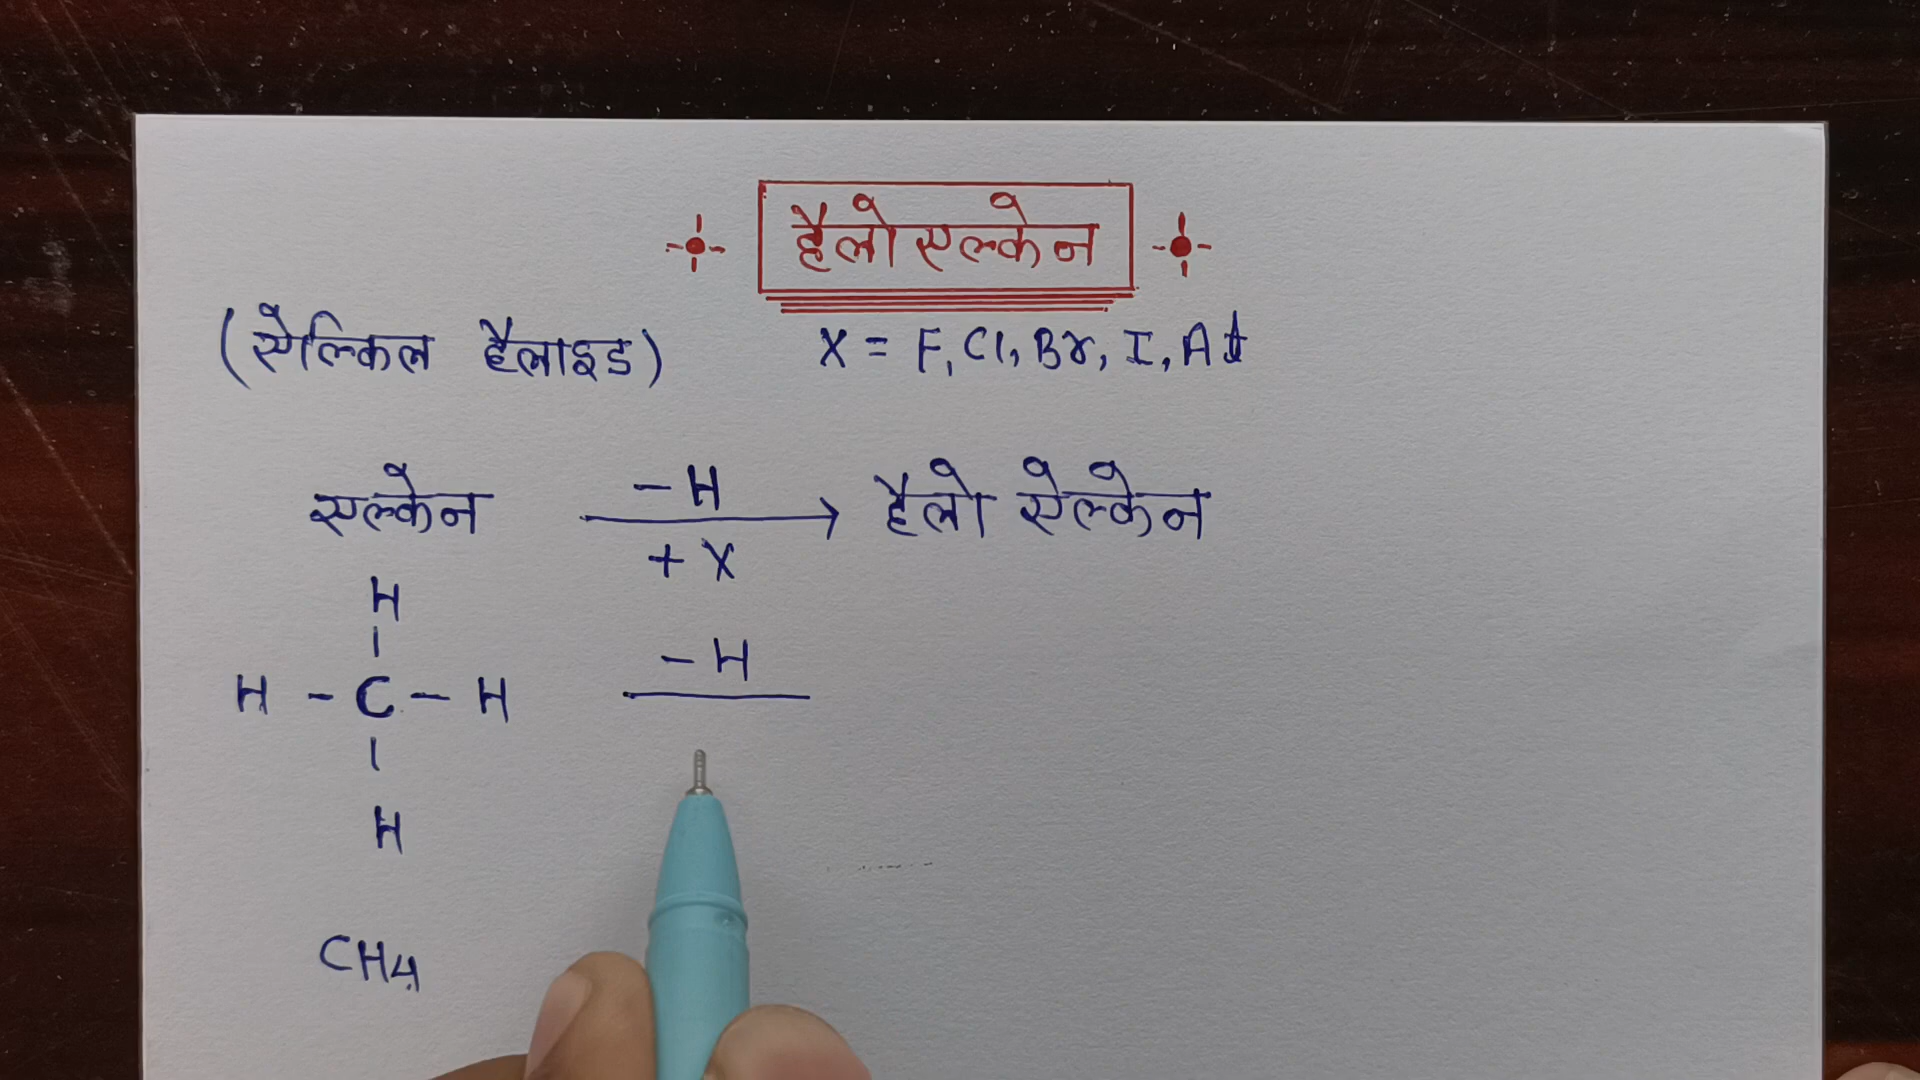 हैलोएल्केन
(ऐल्किल हैलाइड) X = F, Cl, Br, I, At
एल्केन - H + X → हैलो ऐल्केन
H
|
H - C - H - H
|
H
CH4